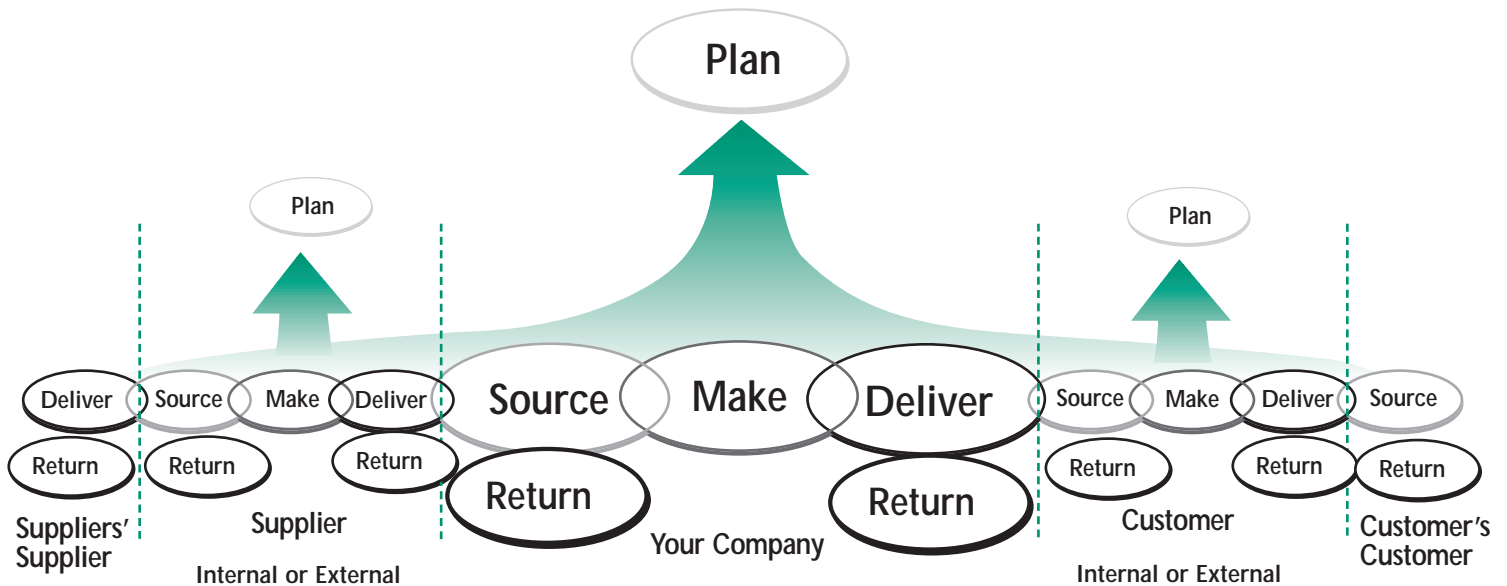 Plan
Plan
Plan
Deliver
Source
Make
Deliver
Source
Make
Deliver
Source
Make
Deliver
Source
Return
Return
Return
Return
Return
Return
Return
Return
Suppliers'
Supplier
Supplier
Internal or External
Your Company
Customer
Internal or External
Customer's
Customer